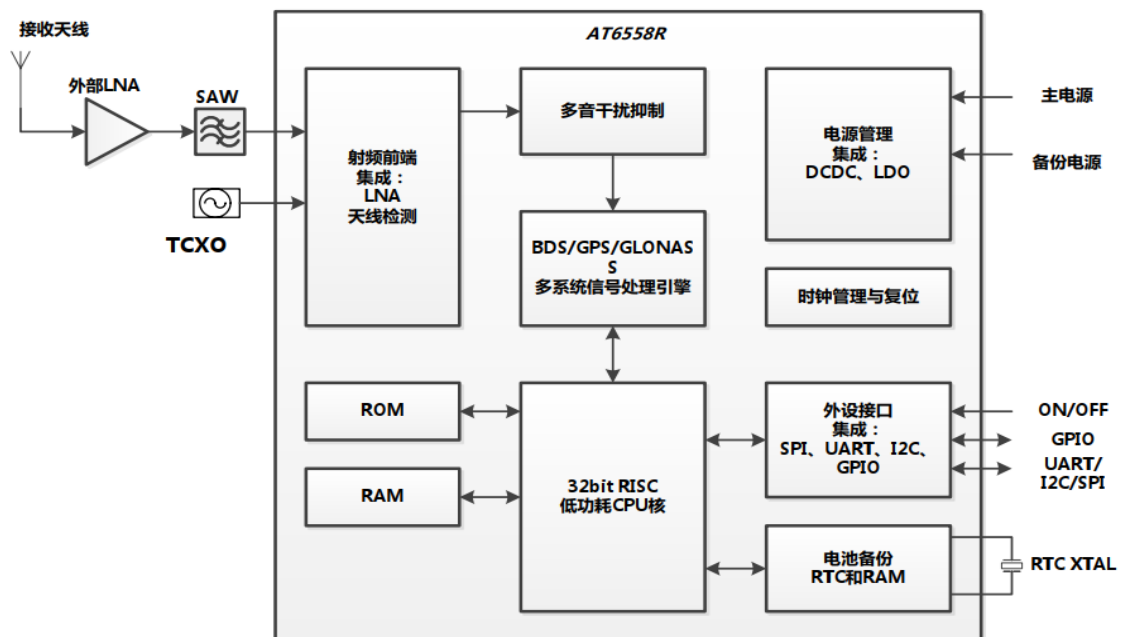 AT6558R
接收天线
外部LNA
SAW
TCXO
射频前端
集成：
LNA
天线检测
多音干扰抑制
BDS/GPS/GLONAS
S
多系统信号处理引擎
电源管理
集成：
DCDC、LDO
主电源
备份电源
时钟管理与复位
ROM
RAM
32bit RISC
低功耗CPU核
外设接口
集成：
SPI、UART、I2C、
GPIO
ON/OFF
GPIO
UART/
I2C/SPI
电池备份
RTC和RAM
RTC XTAL